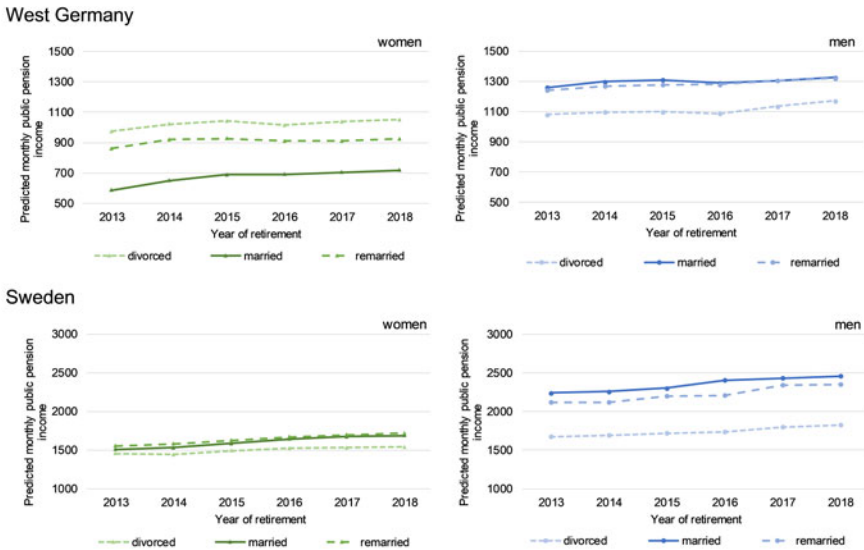 West Germany
women
Predicted monthly public pension
income
1500
1300
1100
900
700
500
2013 2014 2015 2016 2017 2018
Year of retirement
divorced married remarried
men
Predicted monthly public pension
income
1500
1300
1100
900
700
500
2013 2014 2015 2016 2017 2018
Year of retirement
divorced married remarried
Sweden
women
Predicted monthly public pension
income
3000
2500
2000
1500
1000
2013 2014 2015 2016 2017 2018
Year of retirement
divorced married remarried
men
Predicted monthly public pension
income
3000
2500
2000
1500
1000
2013 2014 2015 2016 2017 2018
Year of retirement
divorced married remarried